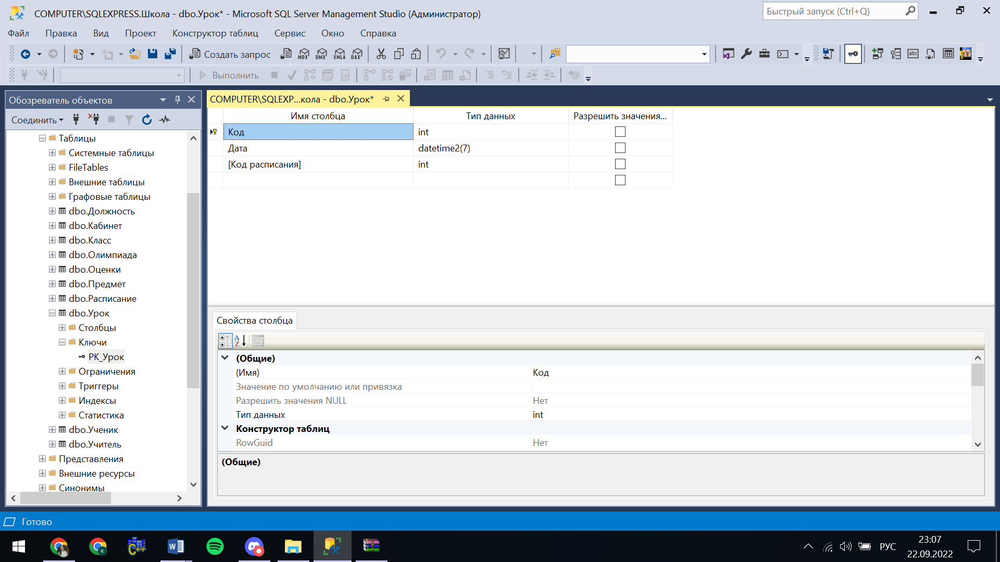 COMPUTER\SQLEXPRESS.Школа - dbo.Урок* - Microsoft SQL Server Management Studio (Администратор)
Быстрый запуск (Ctrl+Q)
Файл Правка Вид Проект Конструктор таблиц Сервис Окно Справка
Создать запрос MDX DMX XMLA DAX abc
Выполнить
Обозреватель объектов
COMPUTER\SQLEXP...кола - dbo.Урок*
Соединить
Имя столбца Тип данных Разрешить значения...
Код int
Дата datetime2(7)
[Код расписания] int
Таблицы
Системные таблицы
FileTables
Внешние таблицы
Графовые таблицы
dbo.Должность
dbo.Кабинет
dbo.Класс
dbo.Олимпиада
dbo.Оценки
dbo.Предмет
dbo.Расписание
dbo.Урок
Столбцы
Ключи
PK_Урок
Ограничения
Триггеры
Индексы
Статистика
dbo.Ученик
dbo.Учитель
Представления
Внешние ресурсы
Синонимы
Свойства столбца
(Общие)
(Имя) Код
Значение по умолчанию или привязка
Разрешить значения NULL Нет
Тип данных int
Конструктор таблиц
RowGuid Нет
(Общие)
Готово
РУС
23:07
22.09.2022